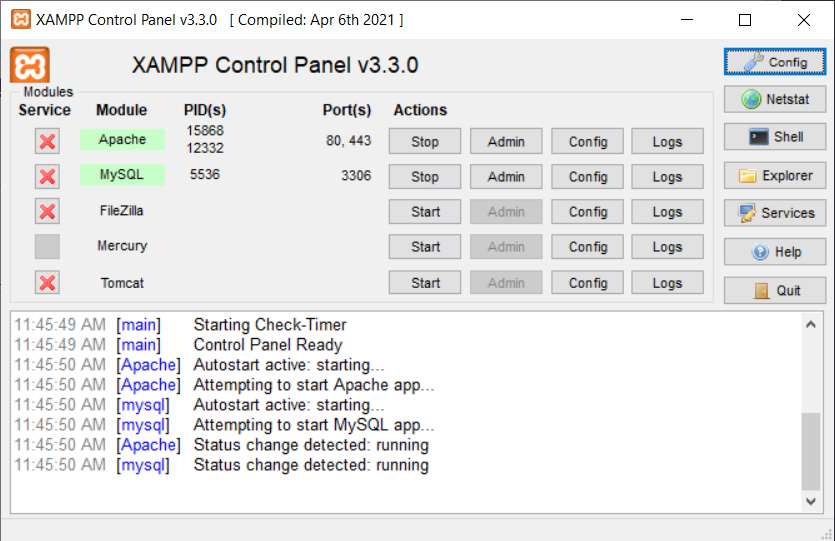 XAMPP Control Panel v3.3.0 [ Compiled: Apr 6th 2021 ]
XAMPP Control Panel v3.3.0
Config
Modules
Service Module PID(s) Port(s) Actions
Netstat
Apache 15868 12332 80, 443 Stop Admin Config Logs
Shell
MySQL 5536 3306 Stop Admin Config Logs
Explorer
FileZilla Start Admin Config Logs
Services
Mercury Start Admin Config Logs
Help
Tomcat Start Admin Config Logs
Quit
11:45:49 AM [main] Starting Check-Timer
11:45:49 AM [main] Control Panel Ready
11:45:50 AM [Apache] Autostart active: starting...
11:45:50 AM [Apache] Attempting to start Apache app...
11:45:50 AM [mysql] Autostart active: starting...
11:45:50 AM [mysql] Attempting to start MySQL app...
11:45:50 AM [Apache] Status change detected: running
11:45:50 AM [mysql] Status change detected: running